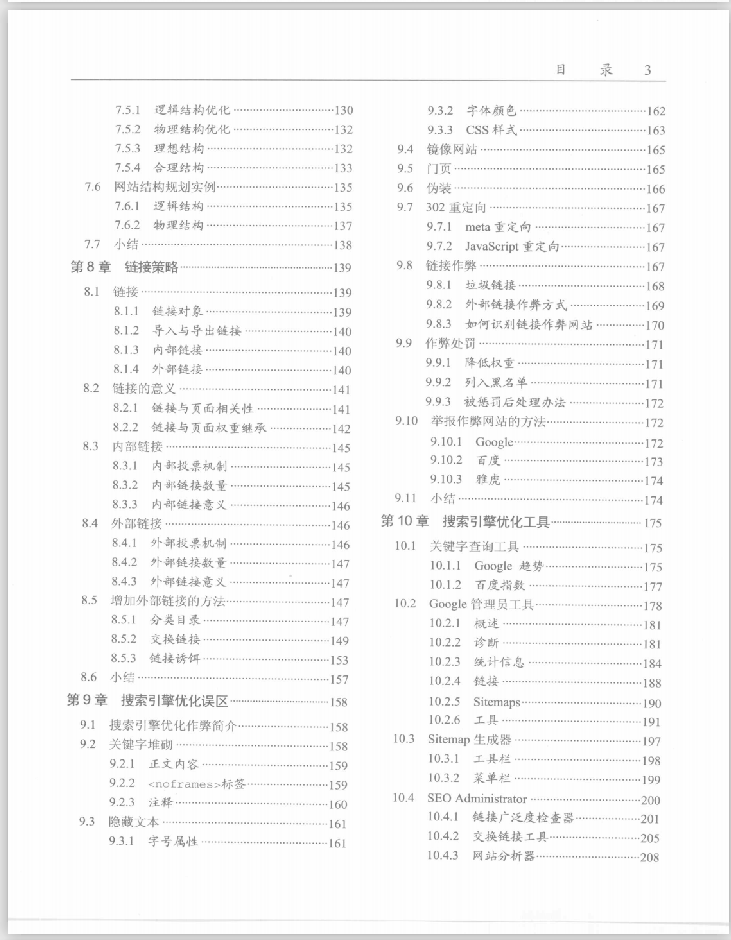 目 录 3
7.5.1 逻辑结构优化 130
7.5.2 物理结构优化 132
7.5.3 理想结构 132
7.5.4 合理结构 133
7.6 网站结构规划实例 135
7.6.1 逻辑结构 135
7.6.2 物理结构 137
7.7 小结 138
第 8 章 链接策略 139
8.1 链接 139
8.1.1 链接对象 139
8.1.2 导入与导出链接 140
8.1.3 内部链接 140
8.1.4 外部链接 140
8.2 链接的意义 141
8.2.1 链接与页面相关性 141
8.2.2 链接与页面权重继承 142
8.3 内部链接 145
8.3.1 内部投票机制 145
8.3.2 内部链接数量 145
8.3.3 内部链接意义 146
8.4 外部链接 146
8.4.1 外部投票机制 146
8.4.2 外部链接数量 147
8.4.3 外部链接意义 147
8.5 增加外部链接的方法 147
8.5.1 分类目录 147
8.5.2 交换链接 149
8.5.3 链接诱饵 153
8.6 小结 157
第 9 章 搜索引擎优化误区 158
9.1 搜索引擎优化作弊简介 158
9.2 关键字堆砌 158
9.2.1 正文内容 159
9.2.2 <noframes>标签 159
9.2.3 注释 160
9.3 隐藏文本 161
9.3.1 字号属性 161
9.3.2 字体颜色 162
9.3.3 CSS 样式 163
9.4 镜像网站 165
9.5 门页 165
9.6 伪装 166
9.7 302 重定向 167
9.7.1 meta 重定向 167
9.7.2 JavaScript 重定向 167
9.8 链接作弊 167
9.8.1 垃圾链接 168
9.8.2 外部链接作弊方式 169
9.8.3 如何识别链接作弊网站 170
9.9 作弊处罚 171
9.9.1 降低权重 171
9.9.2 列入黑名单 171
9.9.3 被惩罚后处理办法 172
9.10 举报作弊网站的方法 172
9.10.1 Google 172
9.10.2 百度 173
9.10.3 雅虎 174
9.11 小结 174
第 10 章 搜索引擎优化工具 175
10.1 关键字查询工具 175
10.1.1 Google 趋势 175
10.1.2 百度指数 177
10.2 Google 管理员工具 178
10.2.1 概述 181
10.2.2 诊断 181
10.2.3 统计信息 184
10.2.4 链接 188
10.2.5 Sitemaps 190
10.2.6 工具 191
10.3 Sitemap 生成器 197
10.3.1 工具栏 198
10.3.2 菜单栏 199
10.4 SEO Administrator 200
10.4.1 链接广泛度检查器 201
10.4.2 交换链接工具 205
10.4.3 网站分析器 208